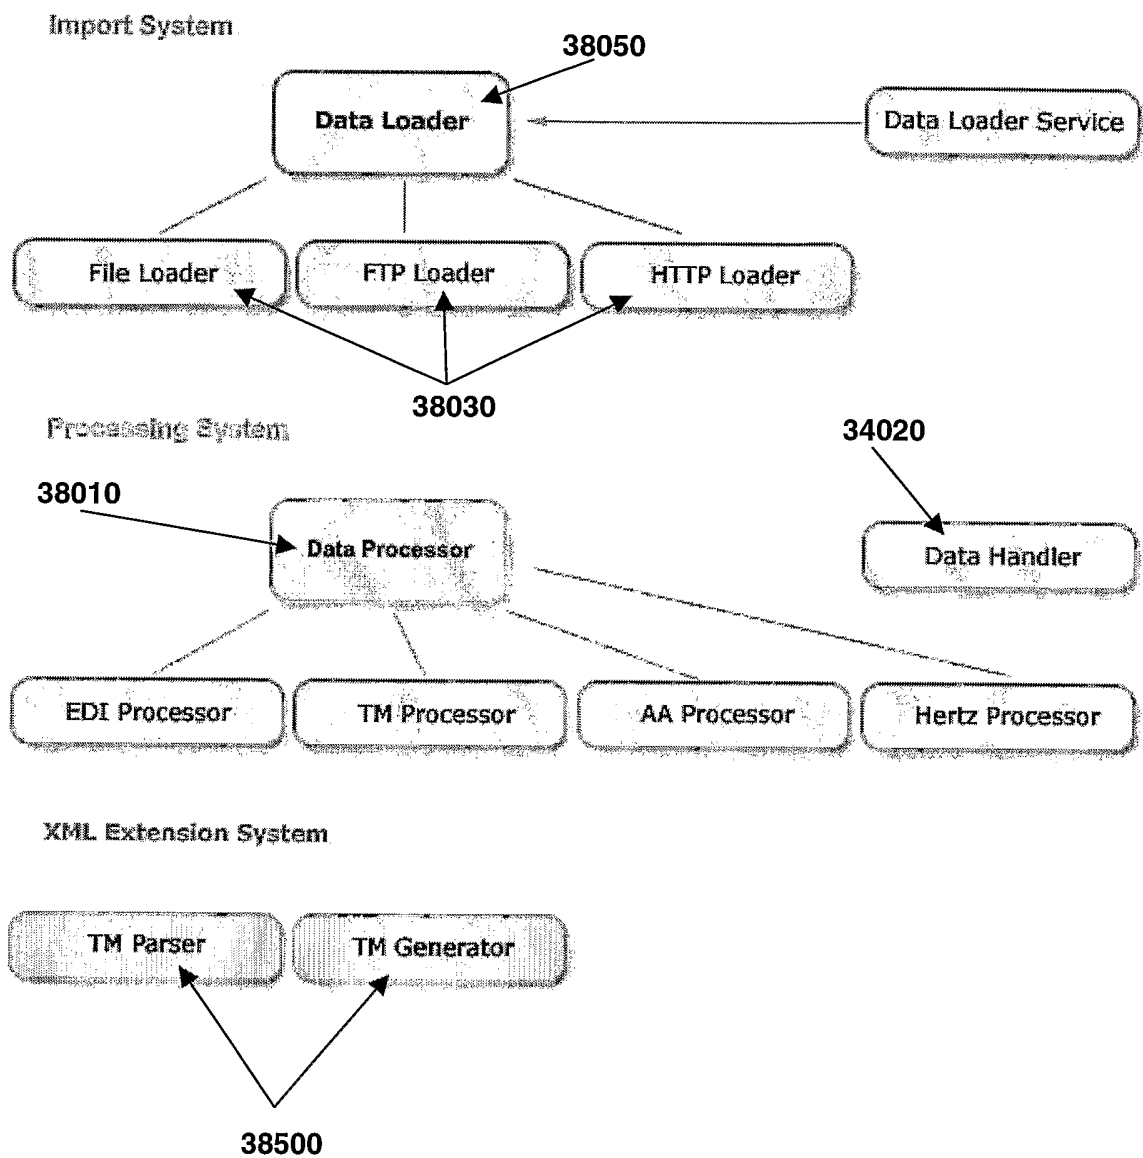 Import System
38050
Data Loader
Data Loader Service
File Loader
FTP Loader
HTTP Loader
38030
Processing System
34020
38010
Data Processor
Data Handler
EDI Processor
TM Processor
AA Processor
Hertz Processor
XML Extension System
TM Parser
TM Generator
38500